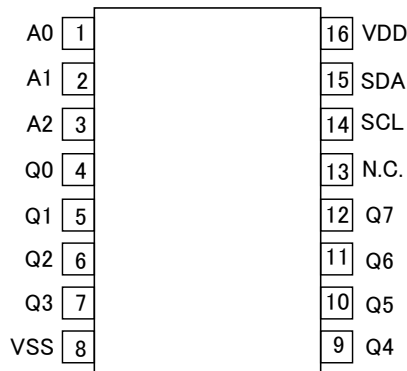 A0 1 16 VDD
A1 2 15 SDA
A2 3 14 SCL
Q0 4 13 N.C.
Q1 5 12 Q7
Q2 6 11 Q6
Q3 7 10 Q5
VSS 8 9 Q4